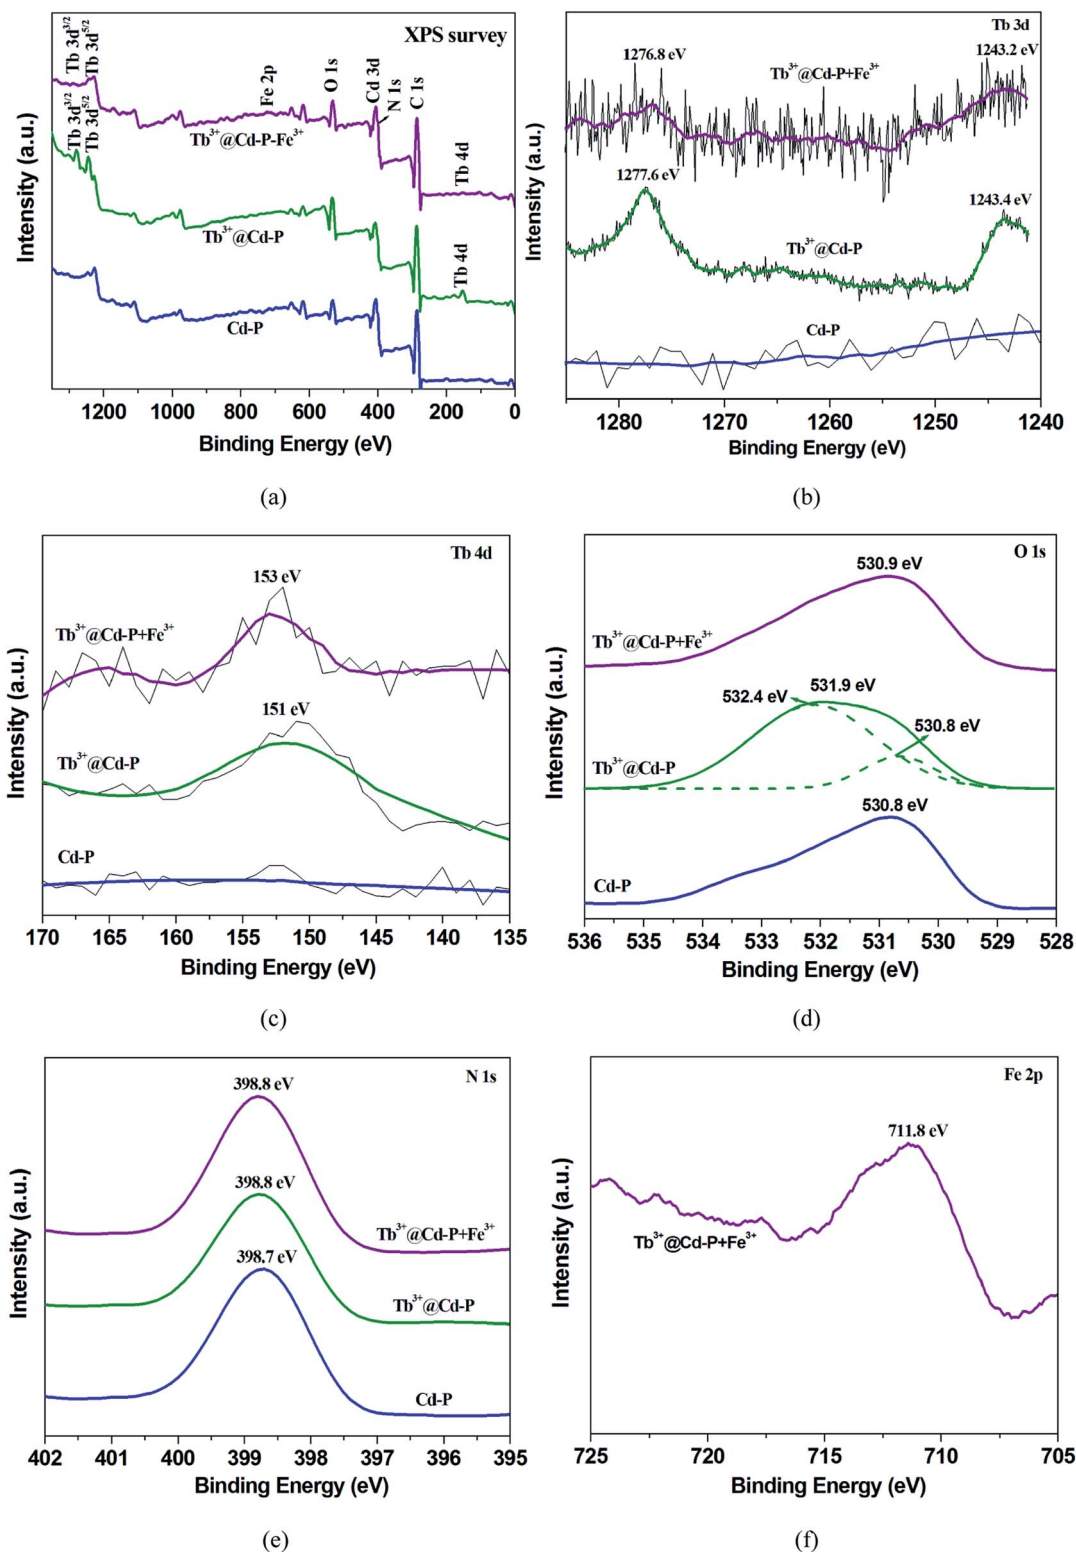 XPS survey
Tb 3d3/2
Tb 3d5/2
Tb 3d3/2
Tb 3d5/2
Fe 2p
O 1s
Cd 3d
N 1s
C 1s
Tb3+@Cd-P-Fe3+
Tb 4d
Tb3+@Cd-P
Tb 4d
Cd-P
Intensity (a.u.)
1200 1000 800 600 400 200 0
Binding Energy (eV)
(a)
Tb 3d
1276.8 eV
1243.2 eV
Tb3+@Cd-P+Fe3+
1277.6 eV
1243.4 eV
Tb3+@Cd-P
Cd-P
Intensity (a.u.)
1280 1270 1260 1250 1240
Binding Energy (eV)
(b)
Tb 4d
153 eV
Tb3+@Cd-P+Fe3+
151 eV
Tb3+@Cd-P
Cd-P
Intensity (a.u.)
170 165 160 155 150 145 140 135
Binding Energy (eV)
(c)
O 1s
530.9 eV
Tb3+@Cd-P+Fe3+
532.4 eV
531.9 eV
530.8 eV
Tb3+@Cd-P
530.8 eV
Cd-P
Intensity (a.u.)
536 535 534 533 532 531 530 529 528
Binding Energy (eV)
(d)
N 1s
398.8 eV
Tb3+@Cd-P+Fe3+
398.8 eV
Tb3+@Cd-P
398.7 eV
Cd-P
Intensity (a.u.)
402 401 400 399 398 397 396 395
Binding Energy (eV)
(e)
Fe 2p
711.8 eV
Tb3+@Cd-P+Fe3+
Intensity (a.u.)
725 720 715 710 705
Binding Energy (eV)
(f)